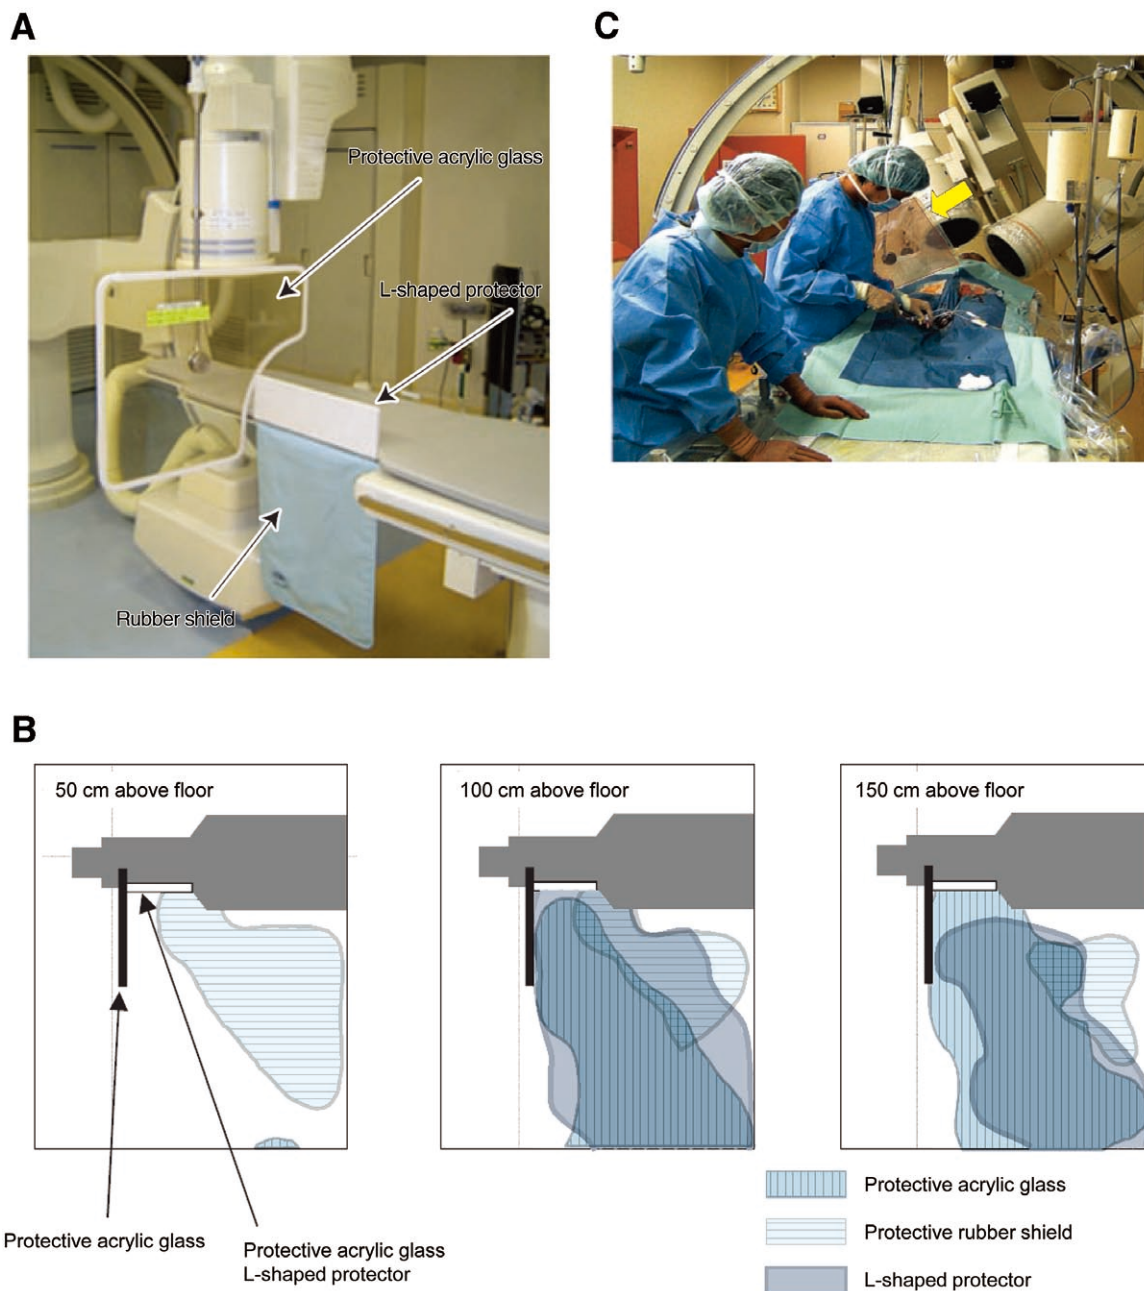 A
C
Protective acrylic glass
L-shaped protector
Rubber shield
B
50 cm above floor
100 cm above floor
150 cm above floor
Protective acrylic glass
Protective acrylic glass
L-shaped protector
Protective acrylic glass
Protective rubber shield
L-shaped protector